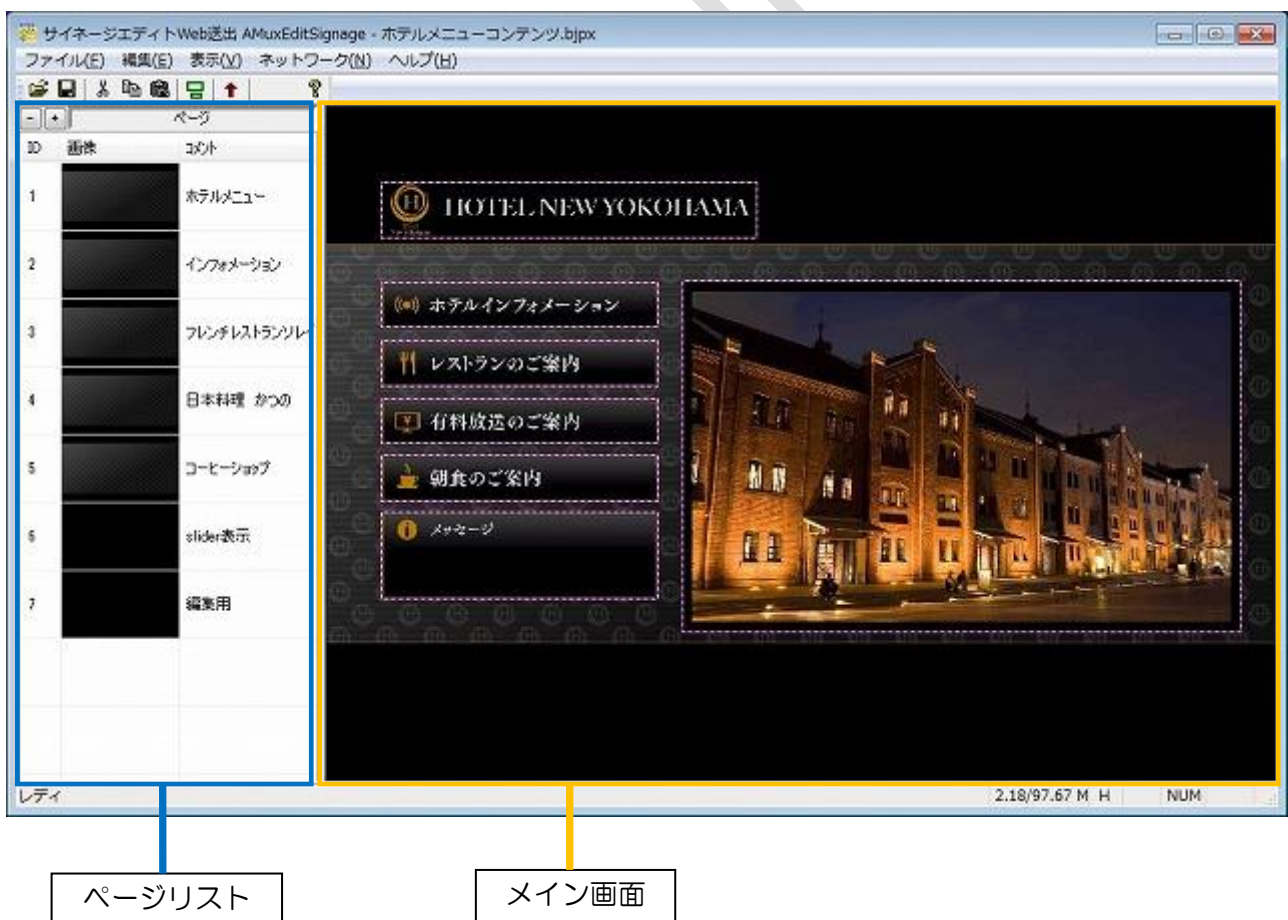 サイネージエディトWeb送出 AMuxEditSignage - ホテルメニューコンテンツ.bjpx
ファイル(F) 編集(E) 表示(V) ネットワーク(N) ヘルプ(H)
- + ページ
ID 画像 コメント
1 ホテルメニュー
2 インフォメーション
3 フレンチレストランソレイ
4 日本料理 かつの
5 コーヒーショップ
6 slider表示
7 編集用
HOTEL NEW YOKOHAMA
ホテルインフォメーション
レストランのご案内
有料放送のご案内
朝食のご案内
メッセージ
レディ 2.18/97.67 M H NUM
ページリスト
メイン画面